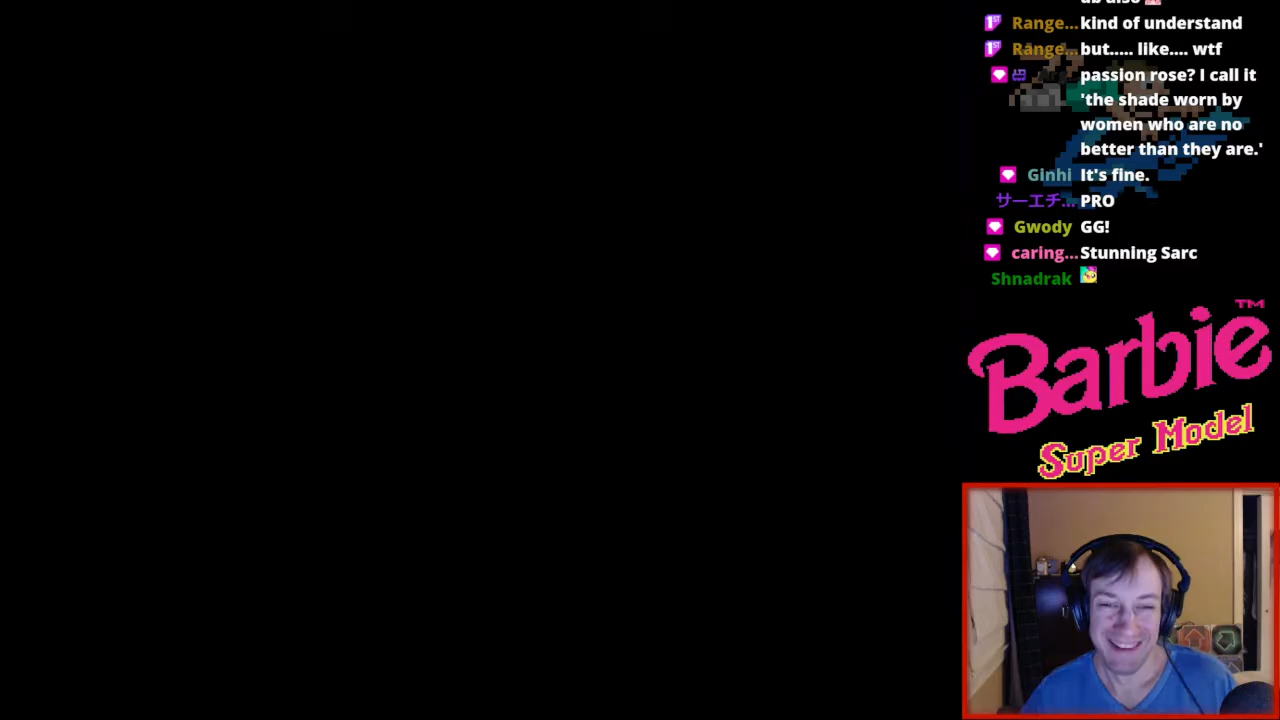 Range... kind of understand
Range... but..... like.... wtf
passion rose? I call it
'the shade worn by
women who are no
better than they are.'
Ginhi It's fine.
サーエチ... PRO
Gwody GG!
caring... Stunning Sarc
Shnadrak
Barbie™
Super Model